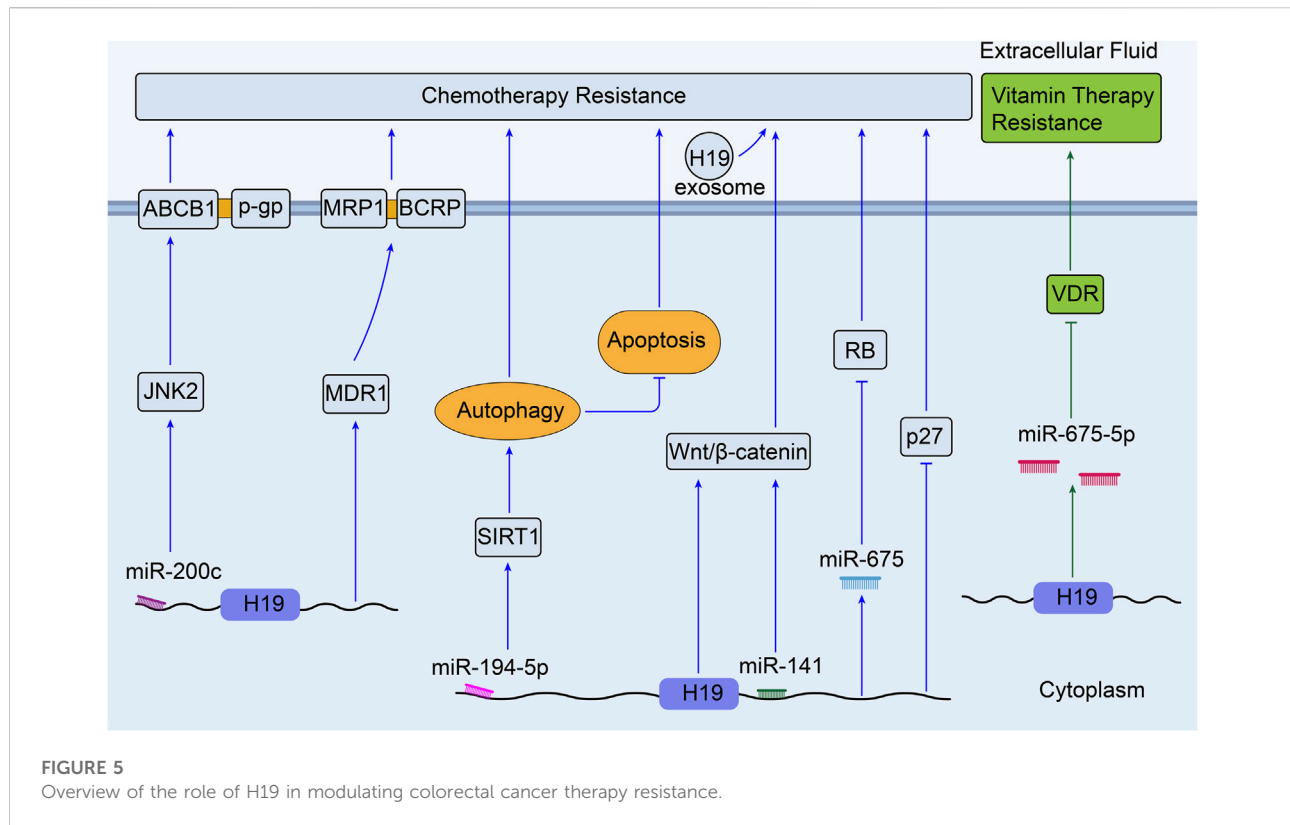 Extracellular Fluid
Chemotherapy Resistance
Vitamin Therapy
Resistance
H19
exosome
ABCB1
p-gp
MRP1
BCRP
VDR
Apoptosis
RB
JNK2
MDR1
Autophagy
Wnt/β-catenin
p27
miR-675-5p
SIRT1
miR-675
miR-200c
H19
H19
miR-194-5p
miR-141
H19
Cytoplasm
FIGURE 5
Overview of the role of H19 in modulating colorectal cancer therapy resistance.